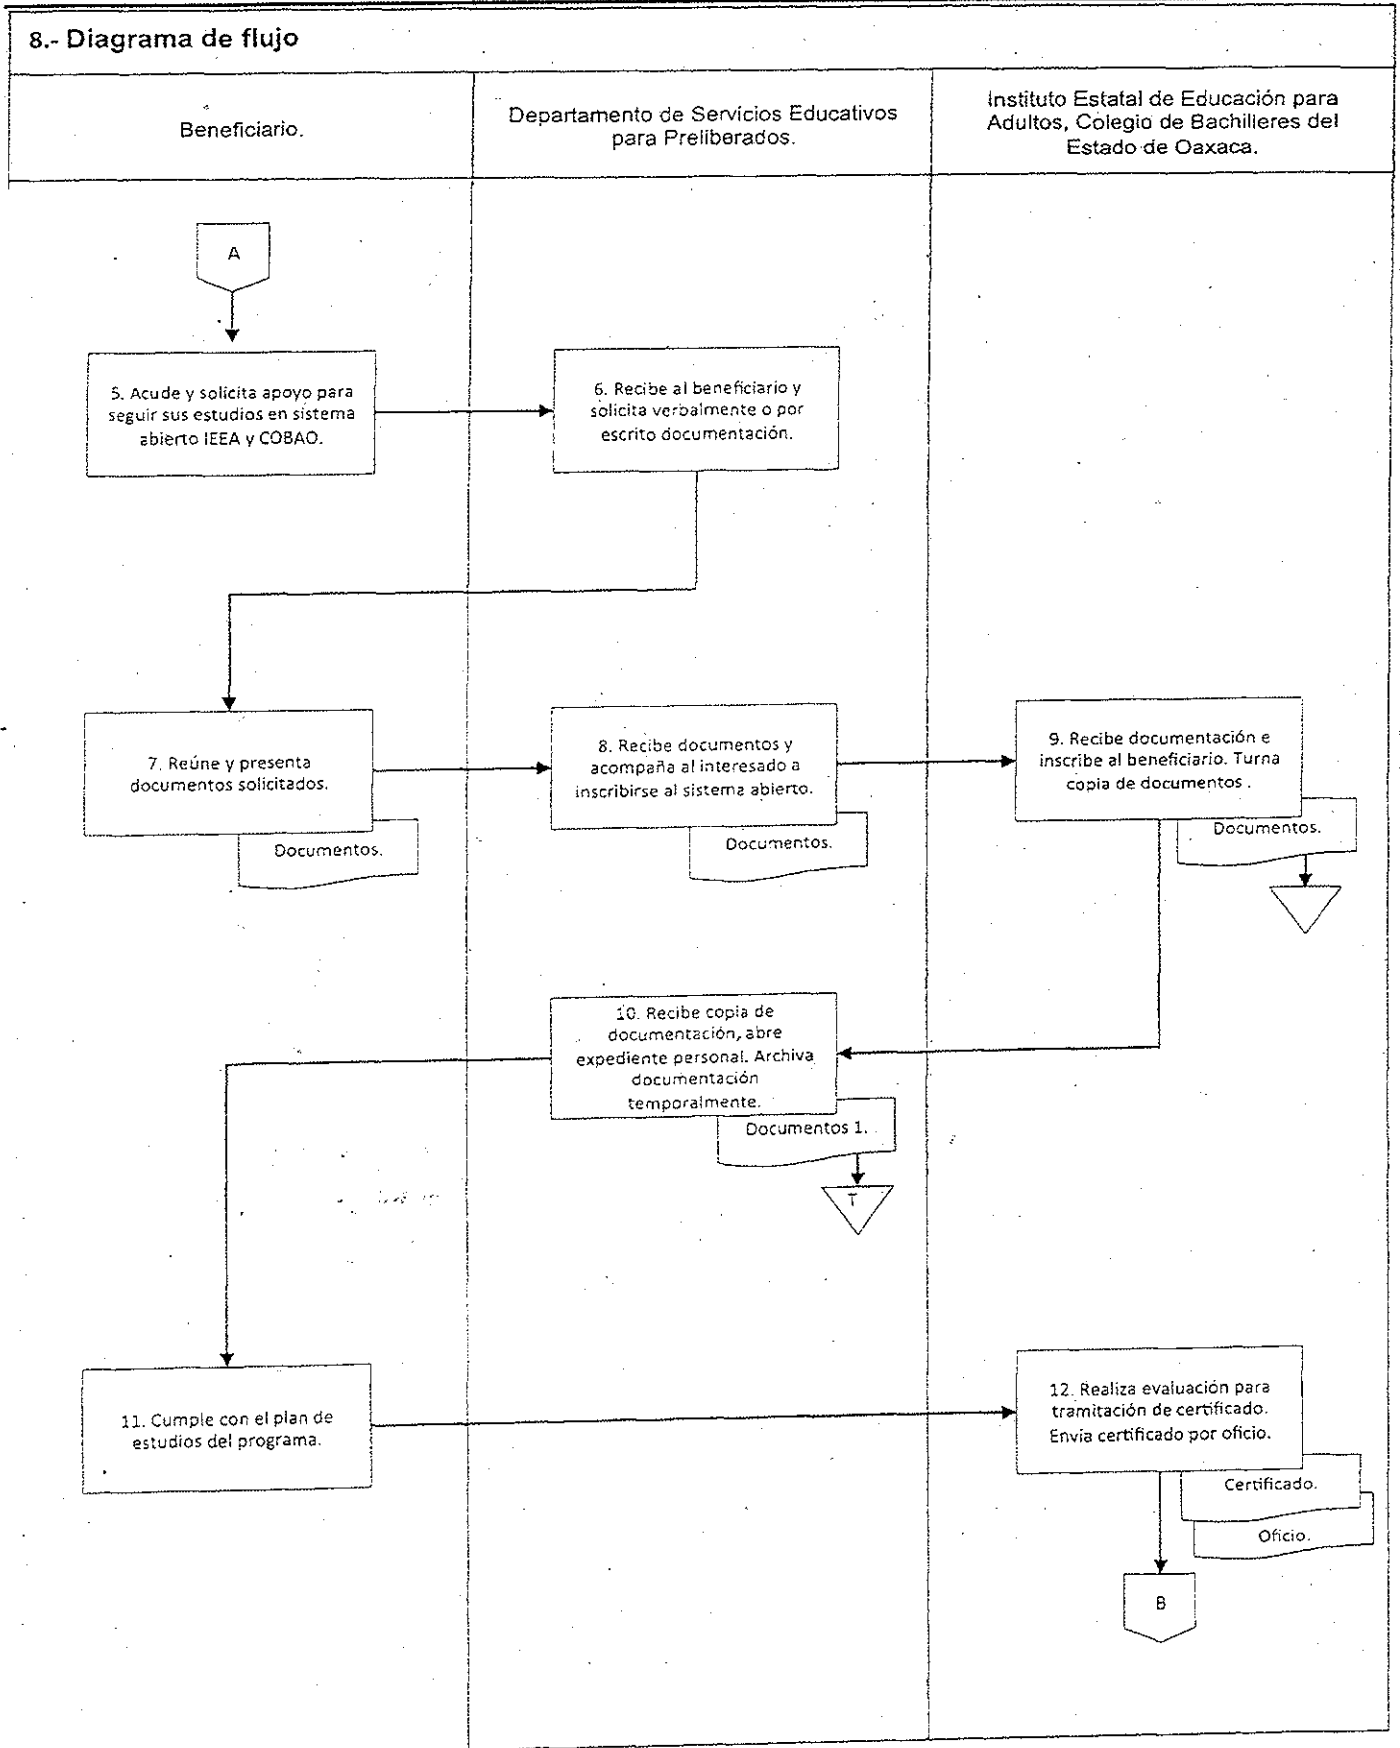 8.- Diagrama de flujo
Beneficiario.
Departamento de Servicios Educativos
para Preliberados.
Instituto Estatal de Educación para
Adultos, Colegio de Bachilleres del
Estado de Oaxaca.
A
5. Acude y solicita apoyo para
seguir sus estudios en sistema
abierto IEEA y COBAO.
6. Recibe al beneficiario y
solicita verbalmente o por
escrito documentación.
7. Reúne y presenta
documentos solicitados.
Documentos.
8. Recibe documentos y
acompaña al interesado a
inscribirse al sistema abierto.
Documentos.
9. Recibe documentación e
inscribe al beneficiario. Turna
copia de documentos .
Documentos.
10. Recibe copia de
documentación, abre
expediente personal. Archiva
documentación
temporalmente.
Documentos 1.
T
11. Cumple con el plan de
estudios del programa.
12. Realiza evaluación para
tramitación de certificado.
Envía certificado por oficio.
Certificado.
Oficio.
B